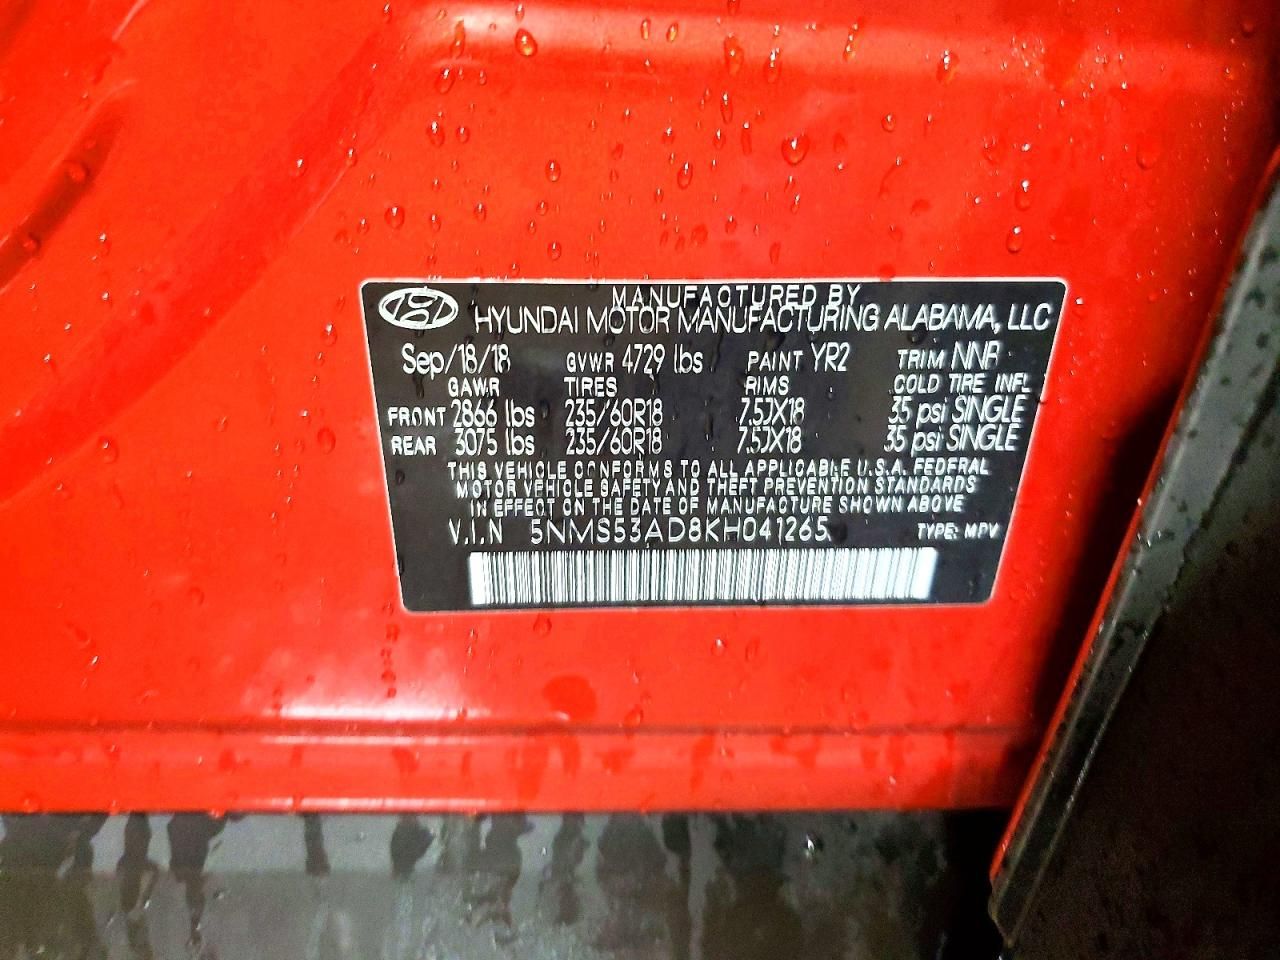 MANUFACTURED BY
HYUNDAI MOTOR MANUFACTURING ALABAMA, LLC
Sep/18/18 GVWR 4729 lbs PAINT YR2 TRIM NNR
GAWR TIRES RIMS COLD TIRE INFL
FRONT 2866 lbs 235/60R18 7.5JX18 35 psi SINGLE
REAR 3075 lbs 235/60R18 7.5JX18 35 psi SINGLE
THIS VEHICLE CONFORMS TO ALL APPLICABLE U.S.A. FEDERAL
MOTOR VEHICLE SAFETY AND THEFT PREVENTION STANDARDS
IN EFFECT ON THE DATE OF MANUFACTURE SHOWN ABOVE
V.I.N 5NMS53AD8KH041265 TYPE: MPV